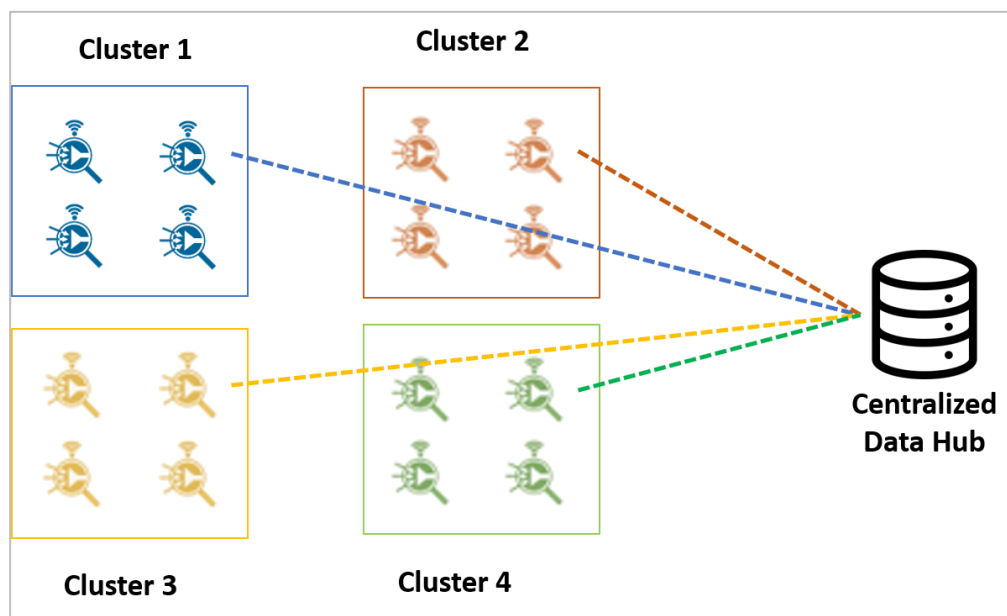 Cluster 1
Cluster 2
Centralized
Data Hub
Cluster 3
Cluster 4